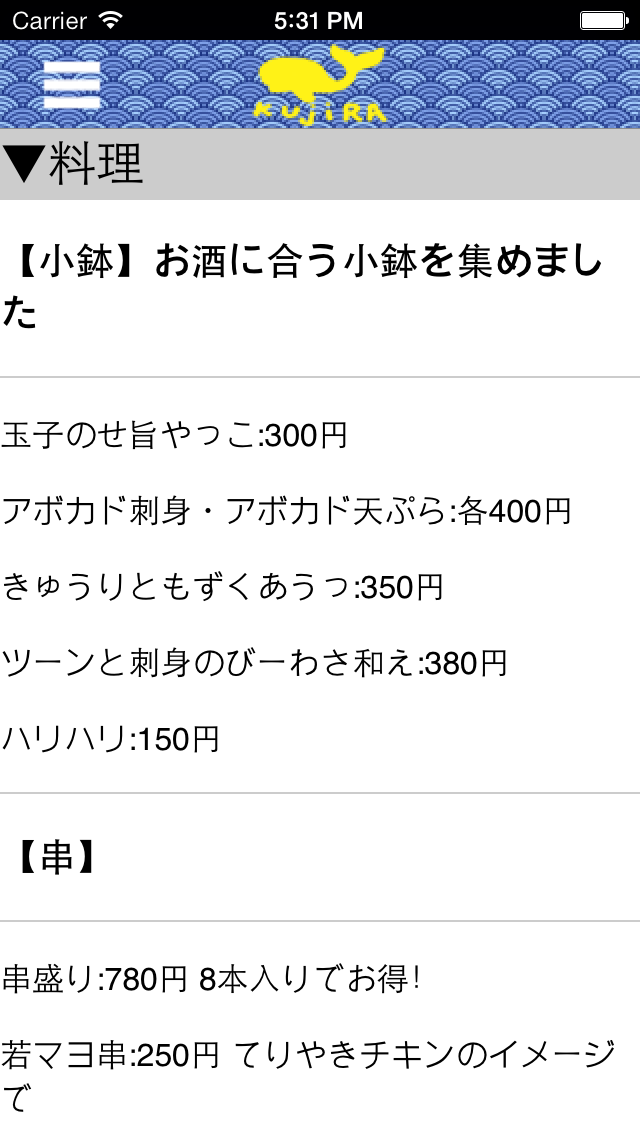 Carrier 5:31 PM
KUJIRA
▼料理
【小鉢】お酒に合う小鉢を集めまし
た
玉子のせ旨やっこ:300円
アボカド刺身・アボカド天ぷら:各400円
きゅうりともずくあうっ:350円
ツーンと刺身のびーわさ和え:380円
ハリハリ:150円
【串】
串盛り:780円 8本入りでお得!
若マヨ串:250円 てりやきチキンのイメージ
で